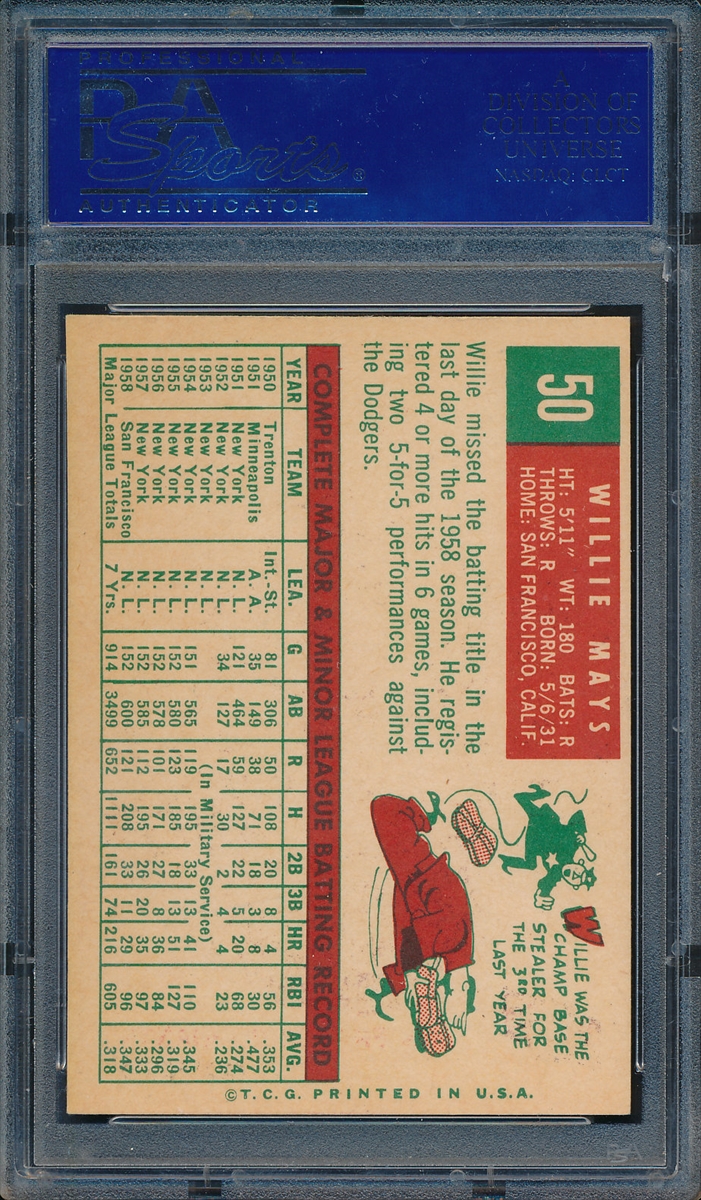 PROFESSIONAL
PSA
Sports®
AUTHENTICATOR
A
DIVISION OF
COLLECTORS
UNIVERSE
NASDAQ: CLCT
50
WILLIE MAYS
HT: 5'11" WT: 180 BATS: R
THROWS: R BORN: 5/6/31
HOME: SAN FRANCISCO, CALIF.
Willie missed the batting title in the
last day of the 1958 season. He regis-
tered 4 or more hits in 6 games, includ-
ing two 5-for-5 performances against
the Dodgers.
WILLIE WAS THE
CHAMP BASE
STEALER FOR
THE 3RD TIME
LAST YEAR
COMPLETE MAJOR & MINOR LEAGUE BATTING RECORD
YEAR TEAM LEA. G AB R H 2B 3B HR RBI AVG.
1950 Trenton Int.-St. 81 306 50 108 20 8 4 56 .353
1951 Minneapolis A. A. 35 149 38 71 18 3 8 30 .477
1951 New York N. L. 121 464 59 127 22 5 20 68 .274
1952 New York N. L. 34 127 17 30 2 4 4 23 .236
1953 New York (In Military Service)
1954 New York N. L. 151 565 119 195 33 13 41 110 .345
1955 New York N. L. 152 580 123 185 18 13 51 127 .319
1956 New York N. L. 152 578 101 171 27 8 36 84 .296
1957 New York N. L. 152 585 112 195 26 20 35 97 .333
1958 San Francisco N. L. 152 600 121 208 33 11 29 96 .347
Major League Totals 7 Yrs. 914 3499 652 1111 161 74 216 605 .318
©T.C.G. PRINTED IN U.S.A.
PSA